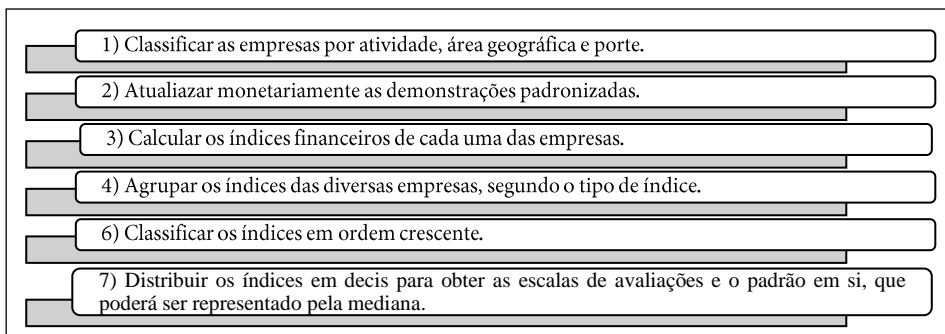 1) Classificar as empresas por atividade, área geográfica e porte.
2) Atualiazar monetariamente as demonstrações padronizadas.
3) Calcular os índices financeiros de cada uma das empresas.
4) Agrupar os índices das diversas empresas, segundo o tipo de índice.
6) Classificar os índices em ordem crescente.
7) Distribuir os índices em decis para obter as escalas de avaliações e o padrão em si, que
poderá ser representado pela mediana.